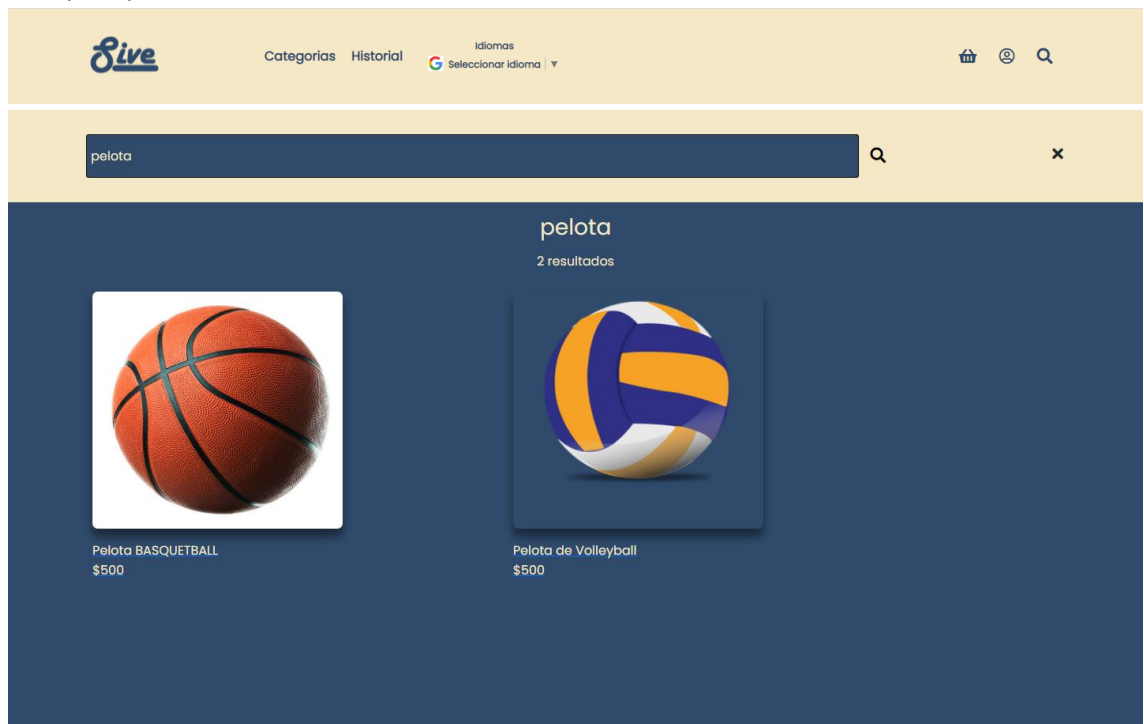 Sive
Categorias Historial
Idiomas
Seleccionar idioma ▼
pelota
pelota
2 resultados
Pelota BASQUETBALL
$500
Pelota de Volleyball
$500